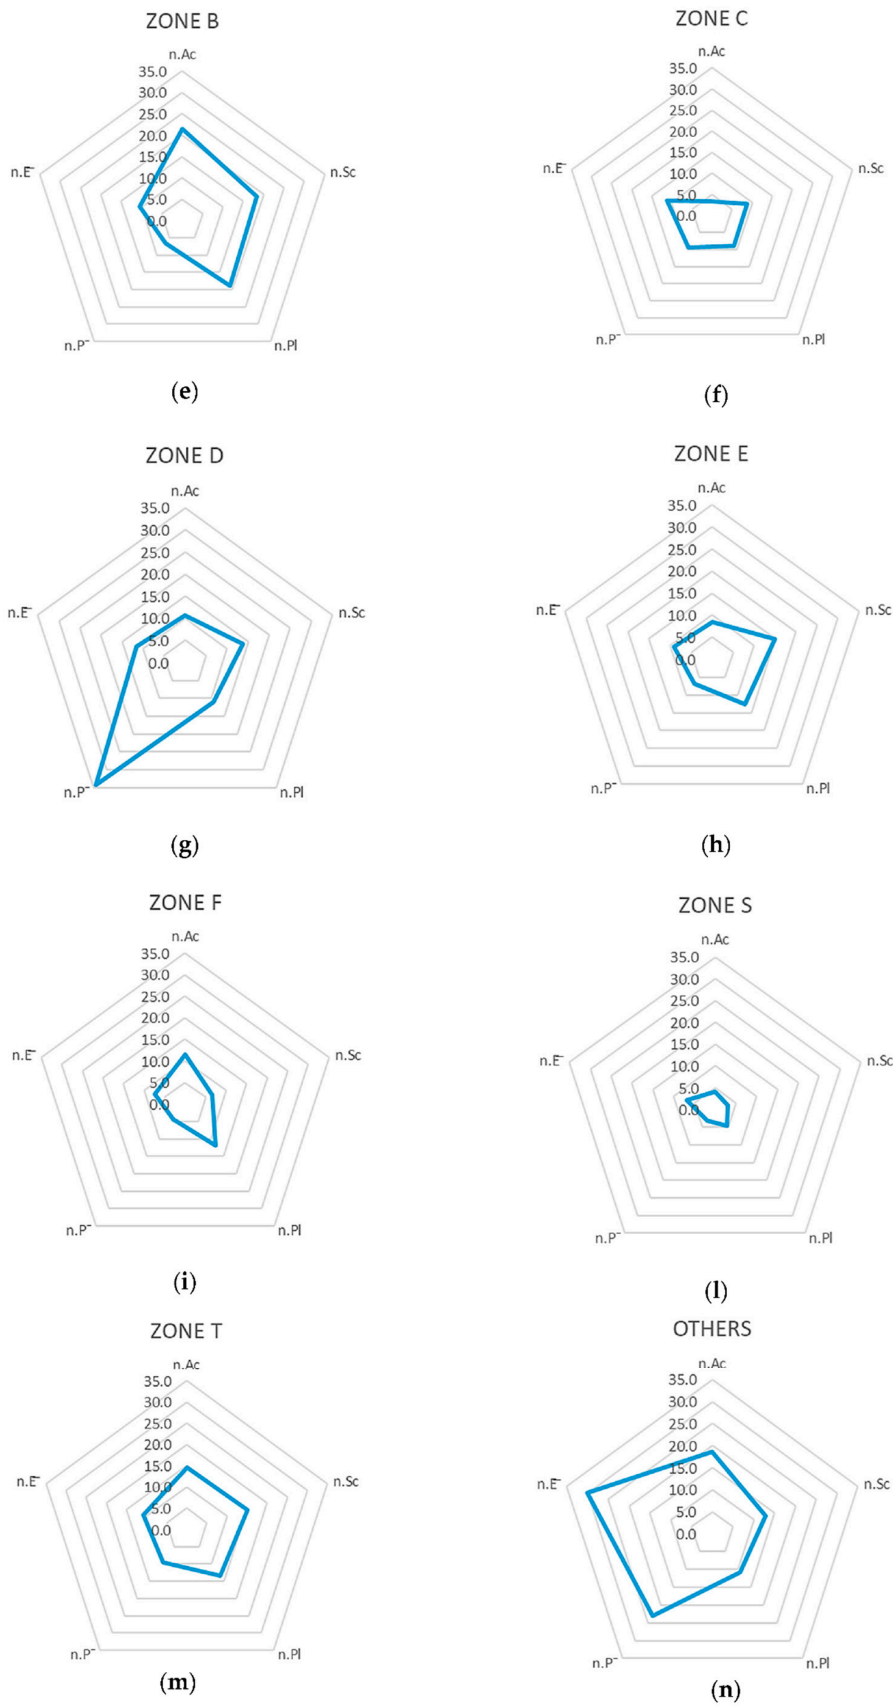 ZONE B
n.Ac
35.0
30.0
25.0
20.0
15.0
10.0
5.0
0.0
n.E⁻
n.Sc
n.P⁻
n.Pl
(e)
ZONE C
n.Ac
35.0
30.0
25.0
20.0
15.0
10.0
5.0
0.0
n.E⁻
n.Sc
n.P⁻
n.Pl
(f)
ZONE D
n.Ac
35.0
30.0
25.0
20.0
15.0
10.0
5.0
0.0
n.E⁻
n.Sc
n.P⁻
n.Pl
(g)
ZONE E
n.Ac
35.0
30.0
25.0
20.0
15.0
10.0
5.0
0.0
n.E⁻
n.Sc
n.P⁻
n.Pl
(h)
ZONE F
n.Ac
35.0
30.0
25.0
20.0
15.0
10.0
5.0
0.0
n.E⁻
n.Sc
n.P⁻
n.Pl
(i)
ZONE S
n.Ac
35.0
30.0
25.0
20.0
15.0
10.0
5.0
0.0
n.E⁻
n.Sc
n.P⁻
n.Pl
(l)
ZONE T
n.Ac
35.0
30.0
25.0
20.0
15.0
10.0
5.0
0.0
n.E⁻
n.Sc
n.P⁻
n.Pl
(m)
OTHERS
n.Ac
35.0
30.0
25.0
20.0
15.0
10.0
5.0
0.0
n.E⁻
n.Sc
n.P⁻
n.Pl
(n)